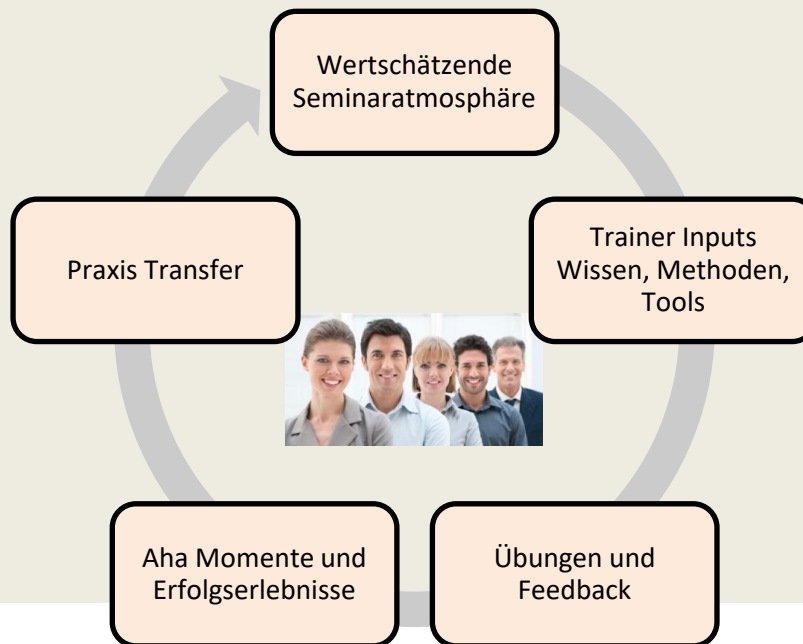 Wertschätzende
Seminaratmosphäre
Trainer Inputs
Wissen, Methoden,
Tools
Übungen und
Feedback
Aha Momente und
Erfolgserlebnisse
Praxis Transfer